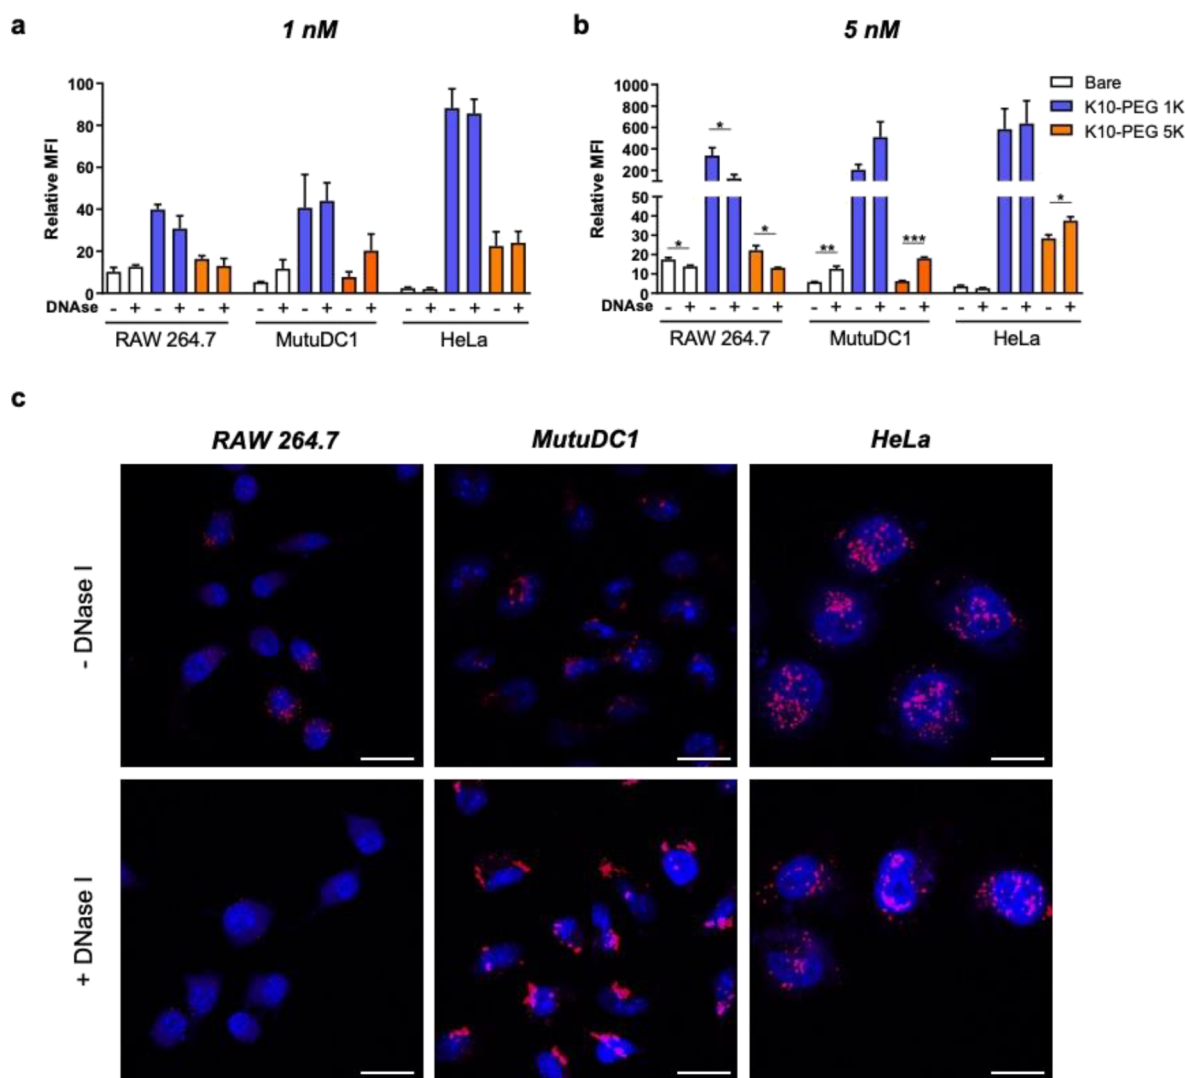 a
1 nM
Relative MFI
100
80
60
40
20
0
DNAse - + - + - + - + - + - + - + - + - +
RAW 264.7 MutuDC1 HeLa
b
5 nM
Relative MFI
1000
800
600
400
200
50
40
30
20
10
0
* * * ** *** *
Bare
K10-PEG 1K
K10-PEG 5K
DNAse - + - + - + - + - + - + - + - + - +
RAW 264.7 MutuDC1 HeLa
c
RAW 264.7 MutuDC1 HeLa
- DNase I
+ DNase I